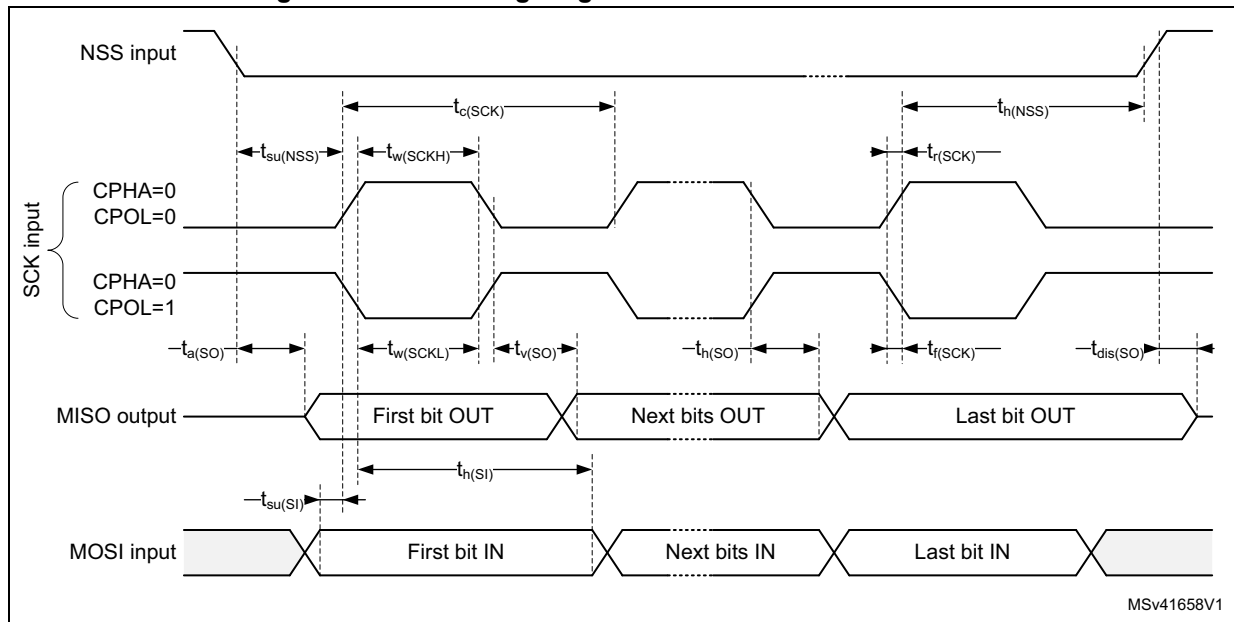 NSS input
tc(SCK)
th(NSS)
tsu(NSS)
tw(SCKH)
tr(SCK)
SCK input
CPHA=0
CPOL=0
CPHA=0
CPOL=1
ta(SO)
tw(SCKL)
tv(SO)
th(SO)
tf(SCK)
tdis(SO)
MISO output
First bit OUT
Next bits OUT
Last bit OUT
th(SI)
tsu(SI)
MOSI input
First bit IN
Next bits IN
Last bit IN
MSv41658V1